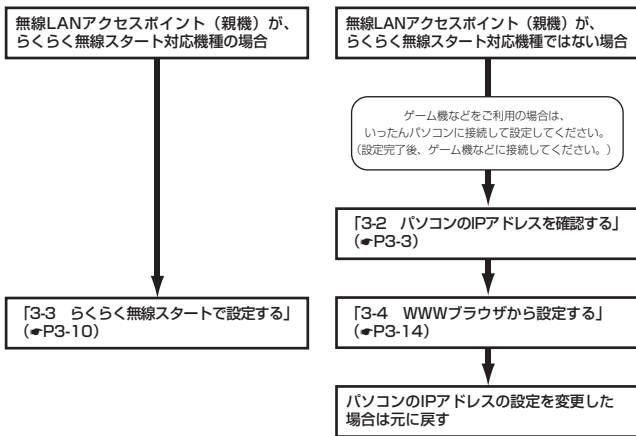 無線LANアクセスポイント（親機）が、
らくらく無線スタート対応機種の場合
「3-3　らくらく無線スタートで設定する」
（☛P3-10）
無線LANアクセスポイント（親機）が、
らくらく無線スタート対応機種ではない場合
ゲーム機などをご利用の場合は、
いったんパソコンに接続して設定してください。
（設定完了後、ゲーム機などに接続してください。）
「3-2　パソコンのIPアドレスを確認する」
（☛P3-3）
「3-4　WWWブラウザから設定する」
（☛P3-14）
パソコンのIPアドレスの設定を変更した
場合は元に戻す